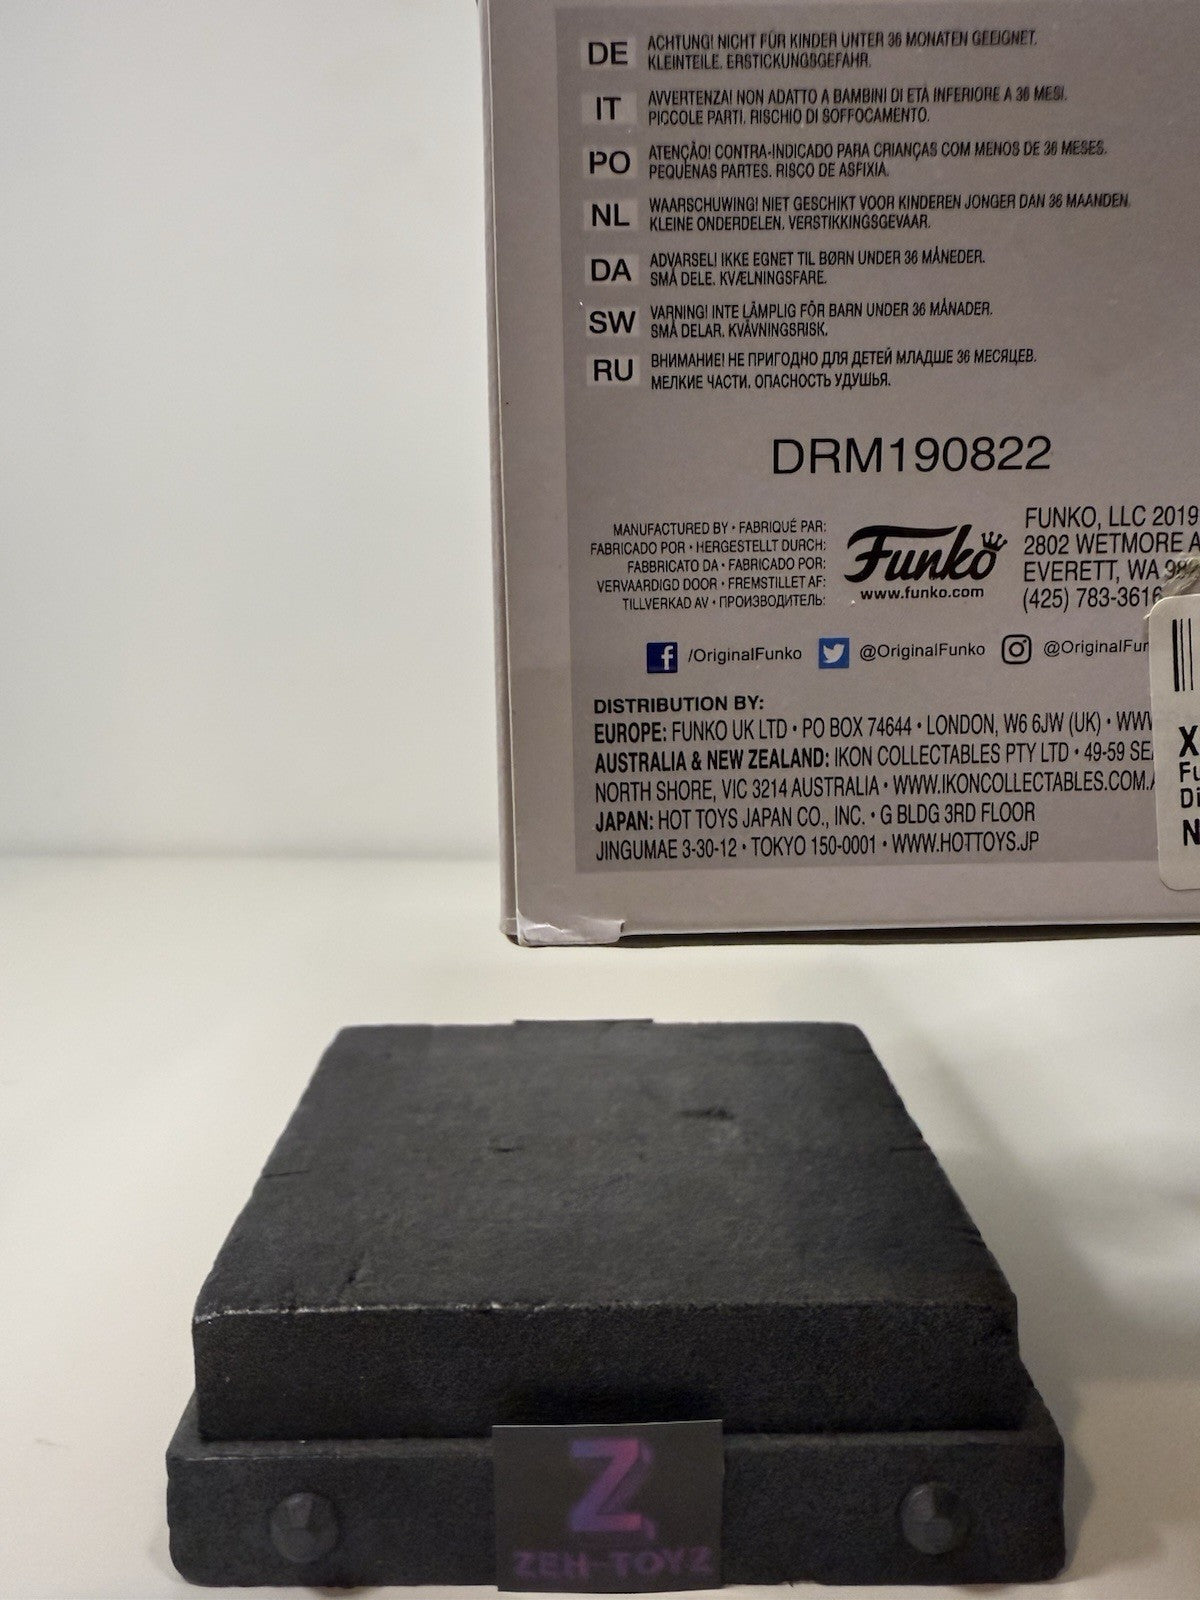 DE ACHTUNG! NICHT FÜR KINDER UNTER 36 MONATEN GEEIGNET.
KLEINTEILE. ERSTICKUNGSGEFAHR.
IT AVVERTENZA! NON ADATTO A BAMBINI DI ETÀ INFERIORE A 36 MESI.
PICCOLE PARTI. RISCHIO DI SOFFOCAMENTO.
PO ATENÇÃO! CONTRA-INDICADO PARA CRIANÇAS COM MENOS DE 36 MESES.
PEQUENAS PARTES. RISCO DE ASFIXIA.
NL WAARSCHUWING! NIET GESCHIKT VOOR KINDEREN JONGER DAN 36 MAANDEN.
KLEINE ONDERDELEN. VERSTIKKINGSGEVAAR.
DA ADVARSEL! IKKE EGNET TIL BØRN UNDER 36 MÅNEDER.
SMÅ DELE. KVÆLNINGSFARE.
SW VARNING! INTE LÄMPLIG FÖR BARN UNDER 36 MÅNADER.
SMÅ DELAR. KVÄVNINGSRISK.
RU ВНИМАНИЕ! НЕ ПРИГОДНО ДЛЯ ДЕТЕЙ МЛАДШЕ 36 МЕСЯЦЕВ.
МЕЛКИЕ ЧАСТИ. ОПАСНОСТЬ УДУШЬЯ.
DRM190822
MANUFACTURED BY • FABRIQUÉ PAR:
FABRICADO POR • HERGESTELLT DURCH:
FABBRICATO DA • FABRICADO POR:
VERVAARDIGD DOOR • FREMSTILLET AF:
TILLVERKAD AV • ПРОИЗВОДИТЕЛЬ:
Funko
www.funko.com
FUNKO, LLC 2019
2802 WETMORE A
EVERETT, WA 98
(425) 783-3616
/OriginalFunko @OriginalFunko @OriginalFun
DISTRIBUTION BY:
EUROPE: FUNKO UK LTD • PO BOX 74644 • LONDON, W6 6JW (UK) • WWW
AUSTRALIA & NEW ZEALAND: IKON COLLECTABLES PTY LTD • 49-59 SE
NORTH SHORE, VIC 3214 AUSTRALIA • WWW.IKONCOLLECTABLES.COM.A
JAPAN: HOT TOYS JAPAN CO., INC. • G BLDG 3RD FLOOR
JINGUMAE 3-30-12 • TOKYO 150-0001 • WWW.HOTTOYS.JP
X
Fu
Di
N
Z
ZEH-TOYZ